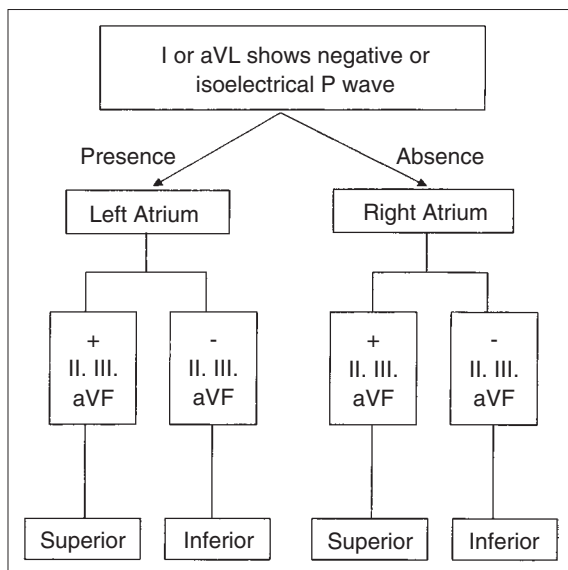 I or aVL shows negative or
isoelectrical P wave
Presence
Absence
Left Atrium
Right Atrium
+
II. III.
aVF
-
II. III.
aVF
+
II. III.
aVF
-
II. III.
aVF
Superior
Inferior
Superior
Inferior